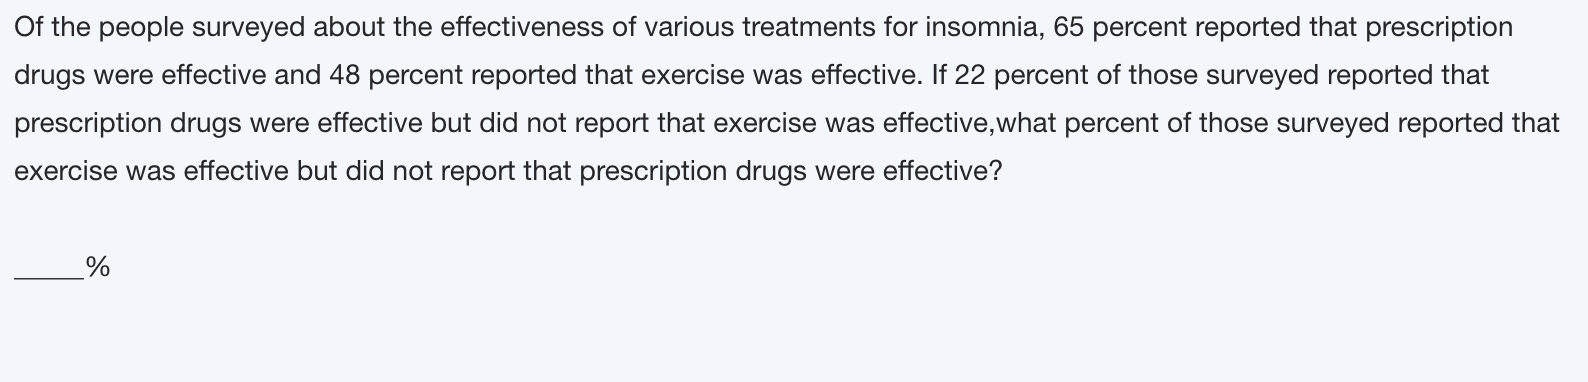 Of the people surveyed about the effectiveness of various treatments for insomnia, 65 percent reported that prescription
drugs were effective and 48 percent reported that exercise was effective. If 22 percent of those surveyed reported that
prescription drugs were effective but did not report that exercise was effective,what percent of those surveyed reported that
exercise was effective but did not report that prescription drugs were effective?
_____%